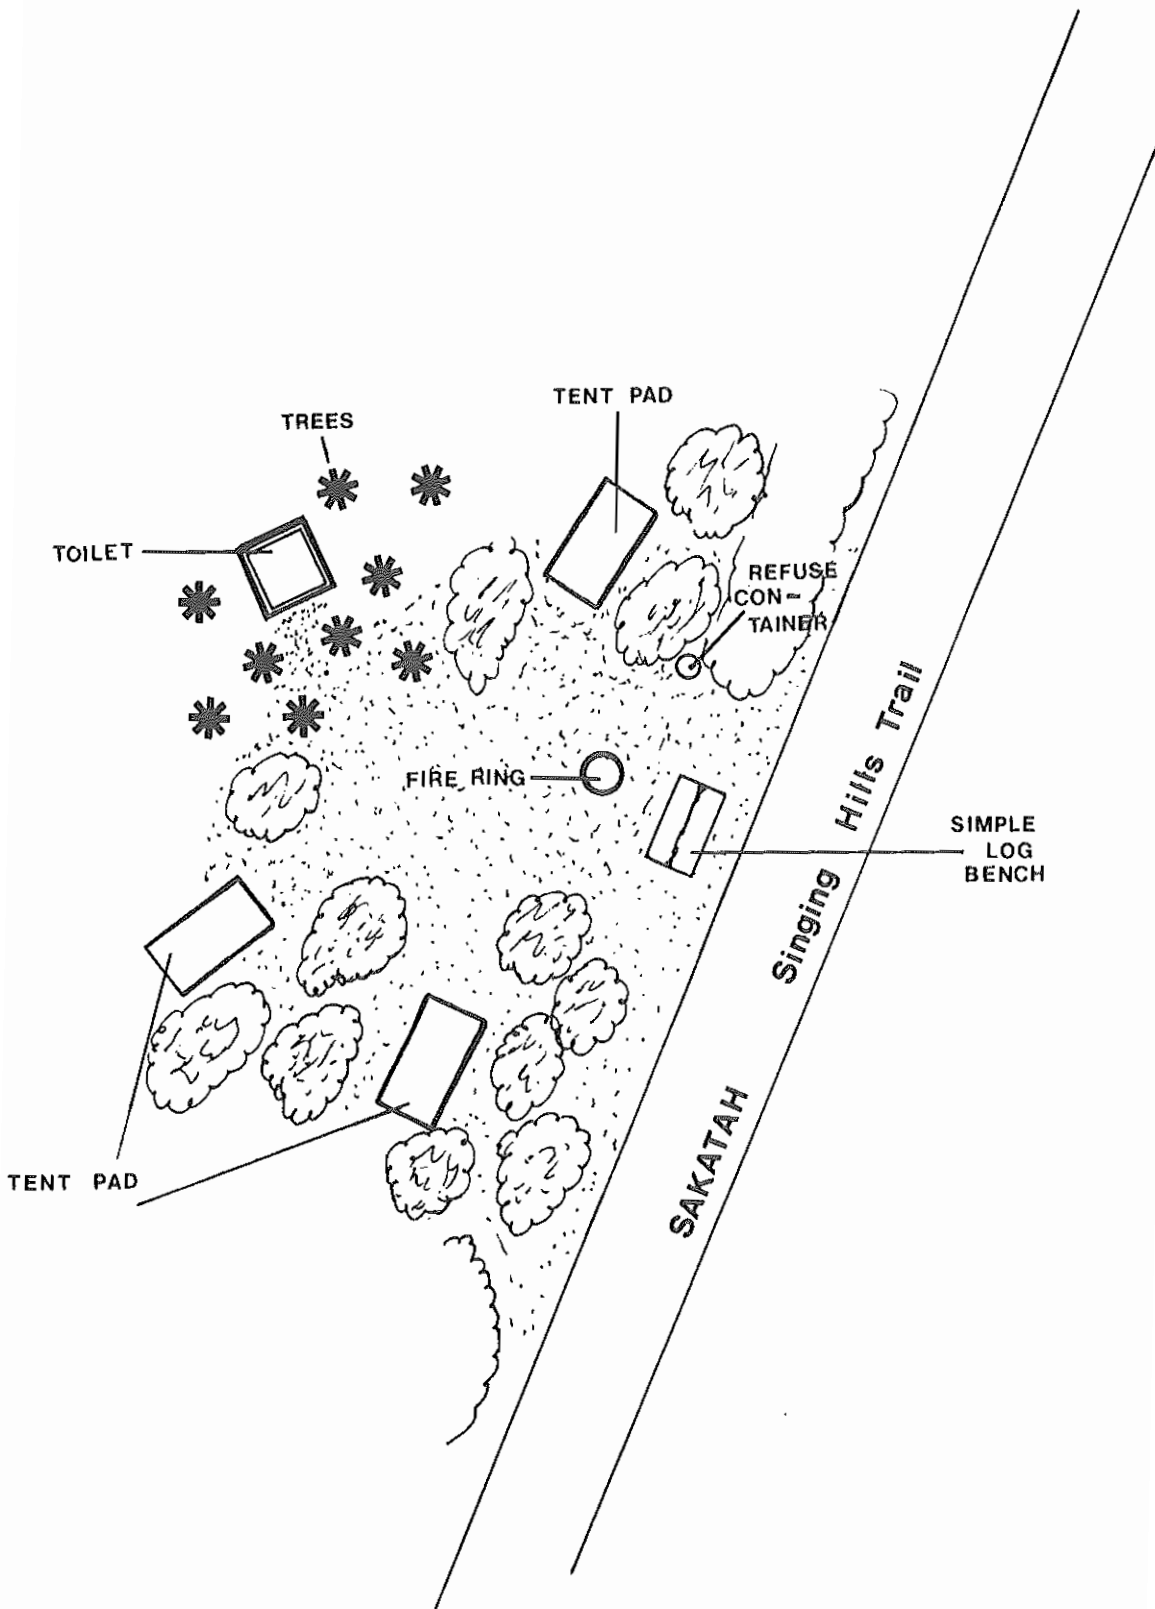 TENT PAD
TREES
TOILET
REFUSE
CON-
TAINER
FIRE RING
SIMPLE
LOG
BENCH
SAKATAH Singing Hills Trail
TENT PAD